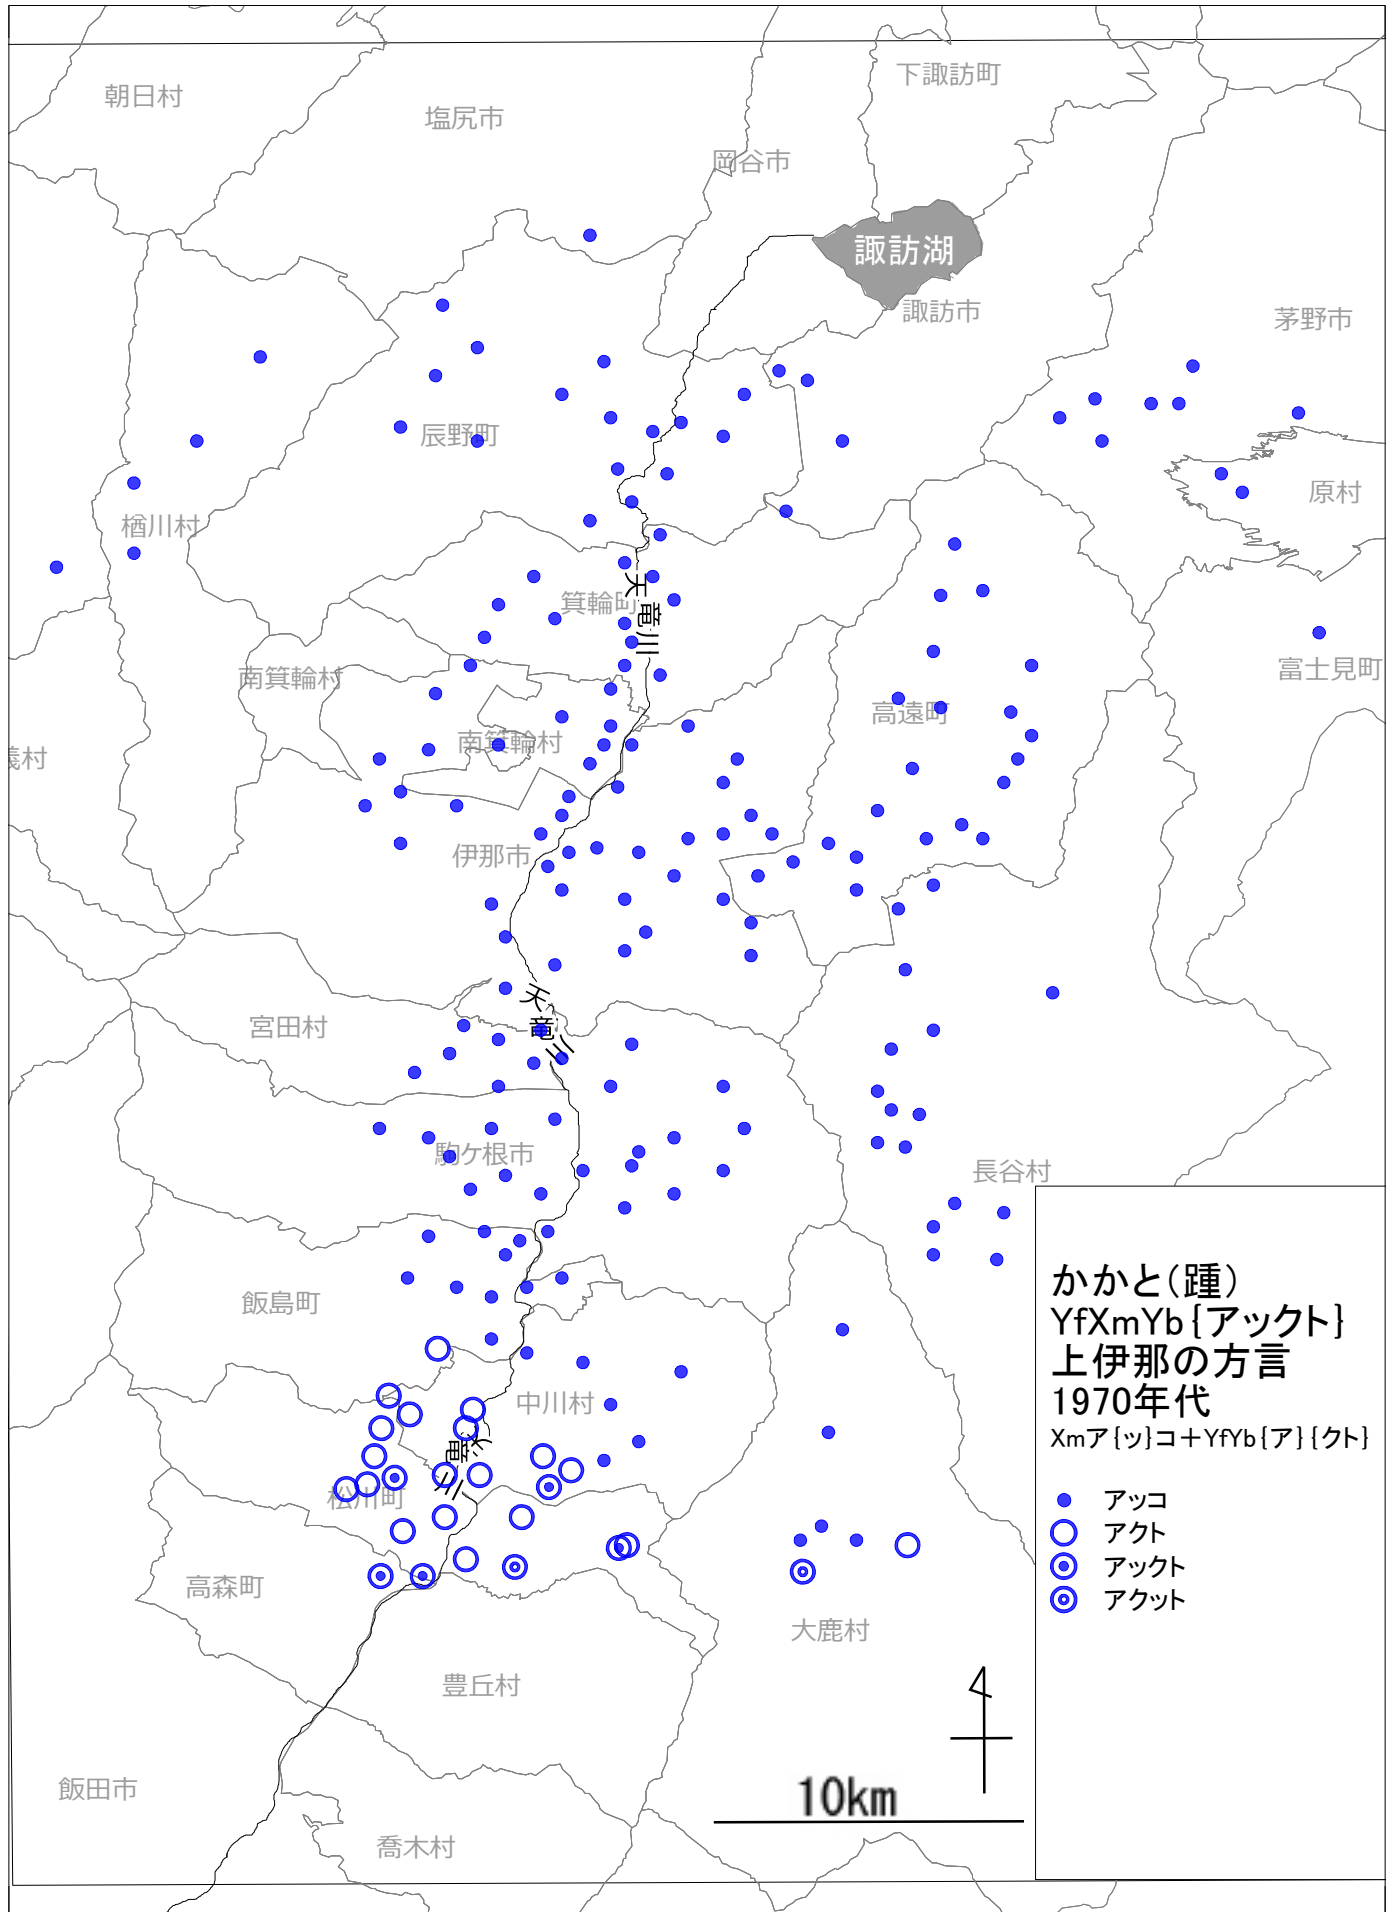 朝日村
塩尻市
下諏訪町
岡谷市
諏訪湖
諏訪市
茅野市
辰野町
原村
楢川村
天竜川
箕輪町
南箕輪村
富士見町
高遠町
南箕輪村
義村
伊那市
天竜川
宮田村
駒ケ根市
長谷村
飯島町
中川村
天竜川
松川町
高森町
大鹿村
豊丘村
飯田市
喬木村
10km
かかと(踵)
YfXmYb{アックト}
上伊那の方言
1970年代
Xmア{ッ}コ+YfYb{ア}{クト}
アッコ
アクト
アックト
アクット